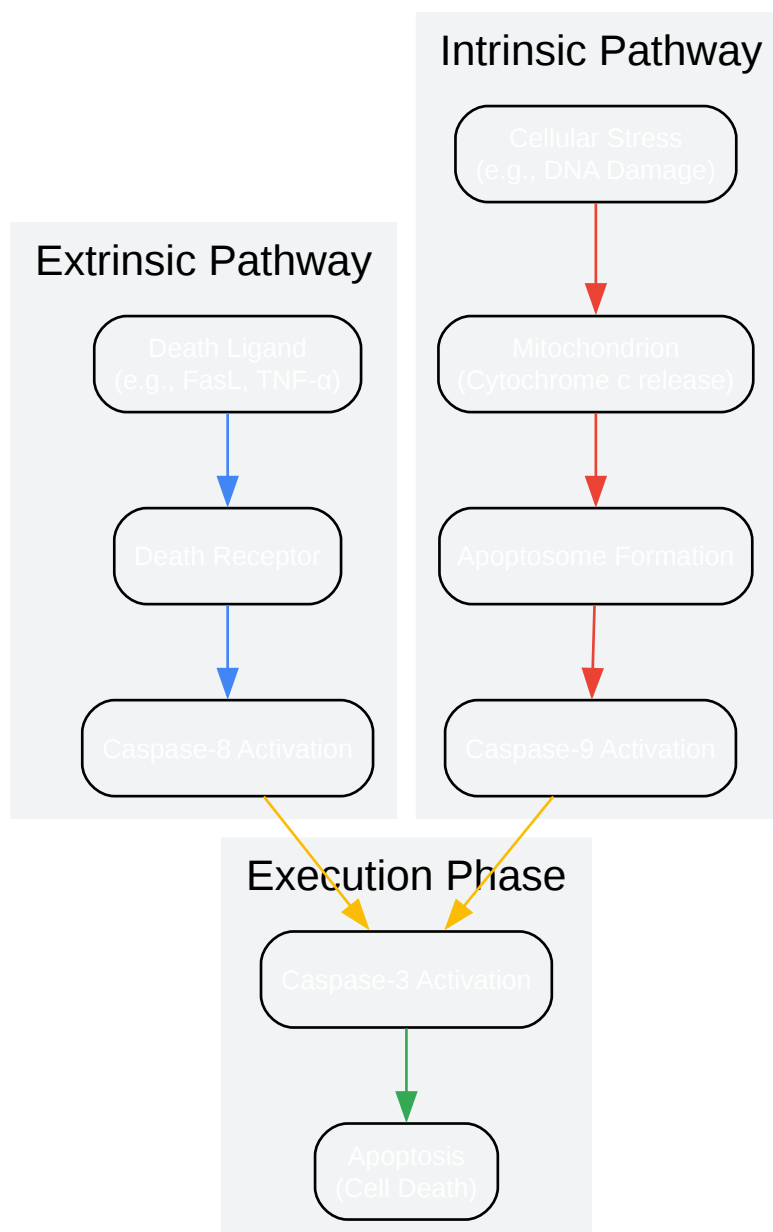 Intrinsic Pathway
Cellular Stress
(e.g., DNA Damage)
Mitochondrion
(Cytochrome c release)
Apoptosome Formation
Caspase-9 Activation
Extrinsic Pathway
Death Ligand
(e.g., FasL, TNF-α)
Death Receptor
Caspase-8 Activation
Execution Phase
Caspase-3 Activation
Apoptosis
(Cell Death)